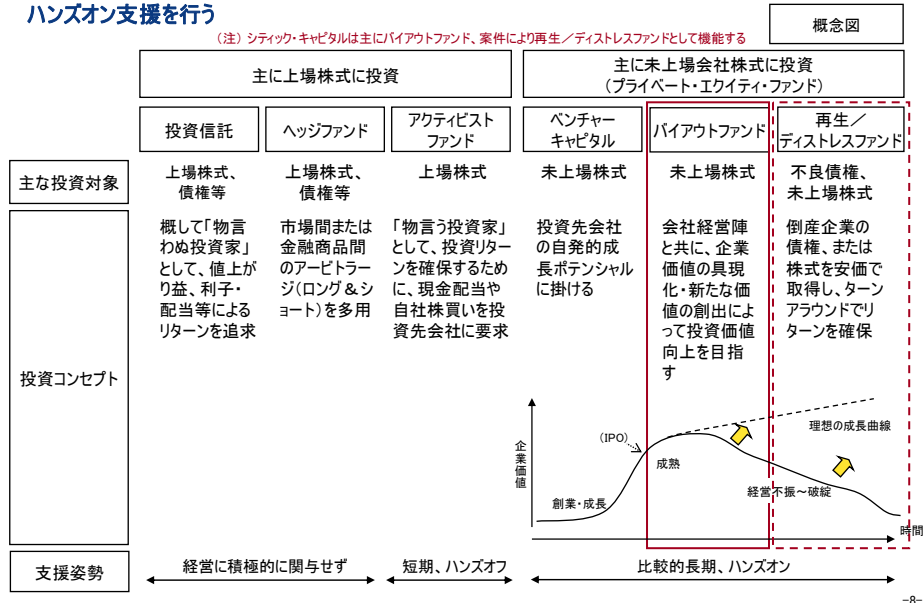 ハンズオン支援を行う
概念図
（注）シティック・キャピタルは主にバイアウトファンド、案件により再生／ディストレスファンドとして機能する
主に上場株式に投資
主に未上場会社株式に投資
（プライベート・エクイティ・ファンド）
投資信託
ヘッジファンド
アクティビスト
ファンド
ベンチャー
キャピタル
バイアウトファンド
再生／
ディストレスファンド
主な投資対象
上場株式、
債権等
上場株式、
債権等
上場株式
未上場株式
未上場株式
不良債権、
未上場株式
投資コンセプト
概して「物言
わぬ投資家」
として、値上が
り益、利子・
配当等による
リターンを追求
市場間または
金融商品間
のアービトラー
ジ（ロング＆シ
ョート）を多用
「物言う投資家」
として、投資リター
ンを確保するため
に、現金配当や
自社株買いを投
資先会社に要求
投資先会社
の自発的成
長ポテンシャル
に掛ける
会社経営陣
と共に、企業
価値の具現
化・新たな価
値の創出によ
って投資価値
向上を目指
す
倒産企業の
債権、または
株式を安価で
取得し、ターン
アラウンドでリ
ターンを確保
企業価値
（IPO）
理想の成長曲線
成熟
創業・成長
経営不振～破綻
時間
支援姿勢
経営に積極的に関与せず
短期、ハンズオフ
比較的長期、ハンズオン
-8-